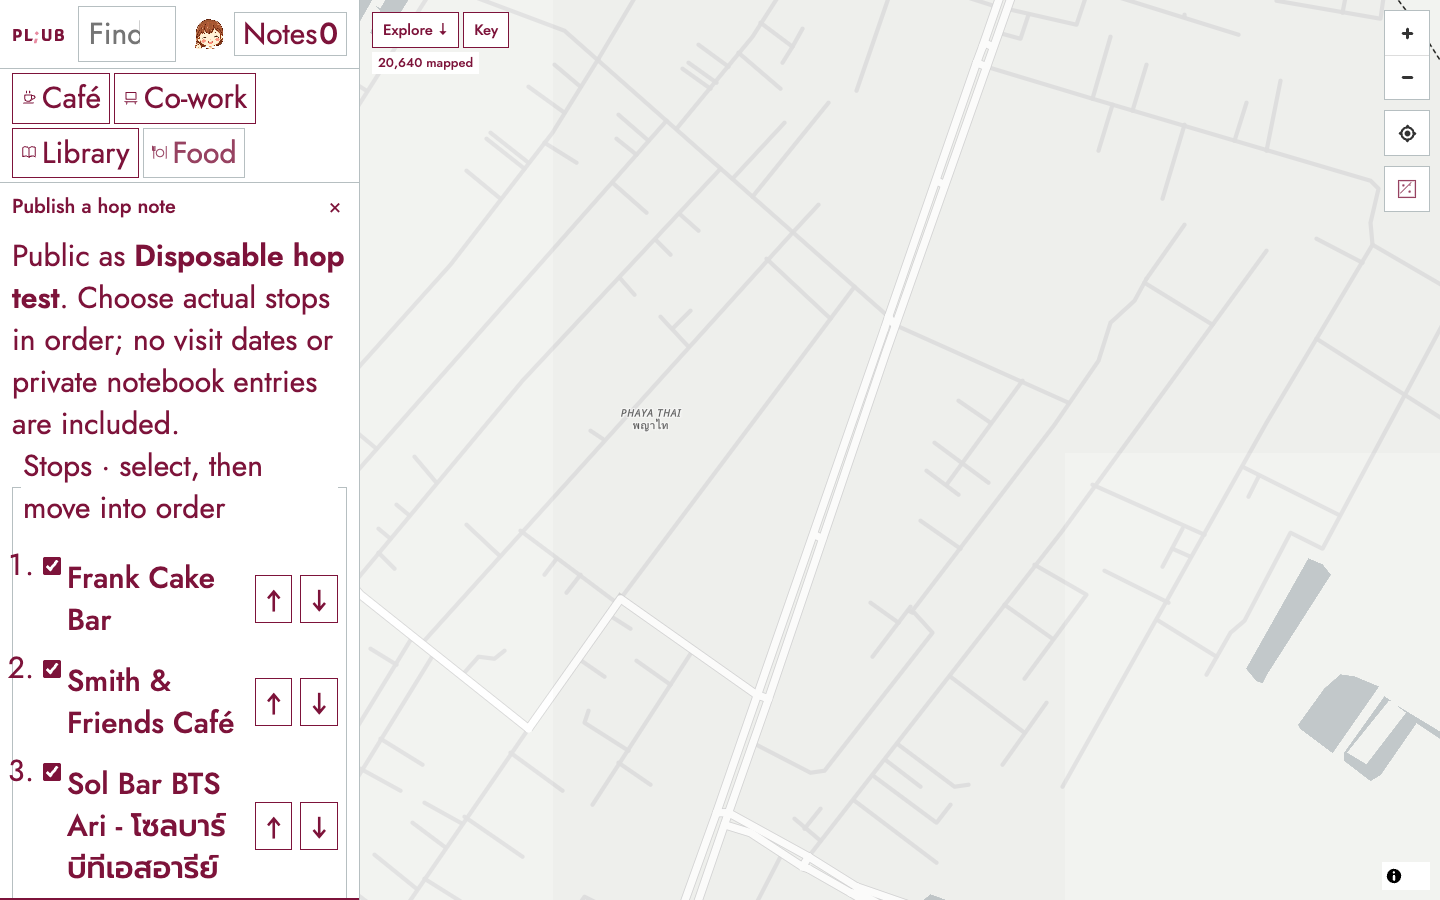 PL;UB
Find
Notes 0
Café
Co-work
Library
Food
Publish a hop note
×
Public as Disposable hop
test. Choose actual stops
in order; no visit dates or
private notebook entries
are included.
Stops · select, then
move into order
1. Frank Cake
Bar
↑ ↓
2. Smith &
Friends Café
↑ ↓
3. Sol Bar BTS
Ari - โซลบาร์
บีทีเอสอารีย์
↑ ↓
Explore ↓
Key
20,640 mapped
PHAYA THAI
พญาไท
+
−